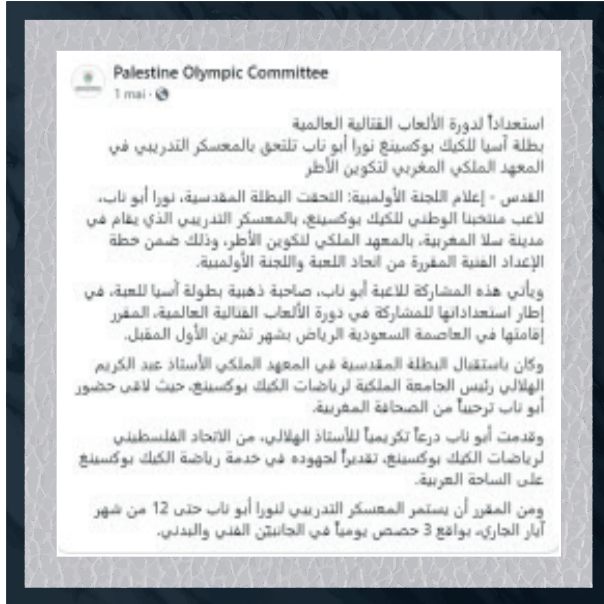 Palestine Olympic Committee
1 mai ·
استعداداً لدورة الألعاب القتالية العالمية
بطلة آسيا للكيك بوكسينغ نورا أبو ناب تلتحق بالمعسكر التدريبي في
المعهد الملكي المغربي لتكوين الأطر
القدس - إعلام اللجنة الأولمبية: التحقت البطلة المقدسية، نورا أبو ناب،
لاعب منتخبنا الوطني للكيك بوكسينغ، بالمعسكر التدريبي الذي يقام في
مدينة سلا المغربية، بالمعهد الملكي لتكوين الأطر، وذلك ضمن خطة
الإعداد الفنية المقررة من اتحاد اللعبة واللجنة الأولمبية.
ويأتي هذه المشاركة للاعبة أبو ناب، صاحبة ذهبية بطولة آسيا للعبة، في
إطار استعداداتها للمشاركة في دورة الألعاب القتالية العالمية، المقرر
إقامتها في العاصمة السعودية الرياض بشهر تشرين الأول المقبل.
وكان باستقبال البطلة المقدسية في المعهد الملكي الأستاذ عبد الكريم
الهلالي رئيس الجامعة الملكية لرياضات الكيك بوكسينغ، حيث لاقى حضور
أبو ناب ترحيباً من الصحافة المغربية.
وقدمت أبو ناب درعاً تكريمياً للأستاذ الهلالي، من الاتحاد الفلسطيني
لرياضات الكيك بوكسينغ، تقديراً لجهوده في خدمة رياضة الكيك بوكسينغ
على الساحة العربية.
ومن المقرر أن يستمر المعسكر التدريبي لنورا أبو ناب حتى 12 من شهر
آيار الجاري، بواقع 3 حصص يومياً في الجانبيّن الفني والبدني.